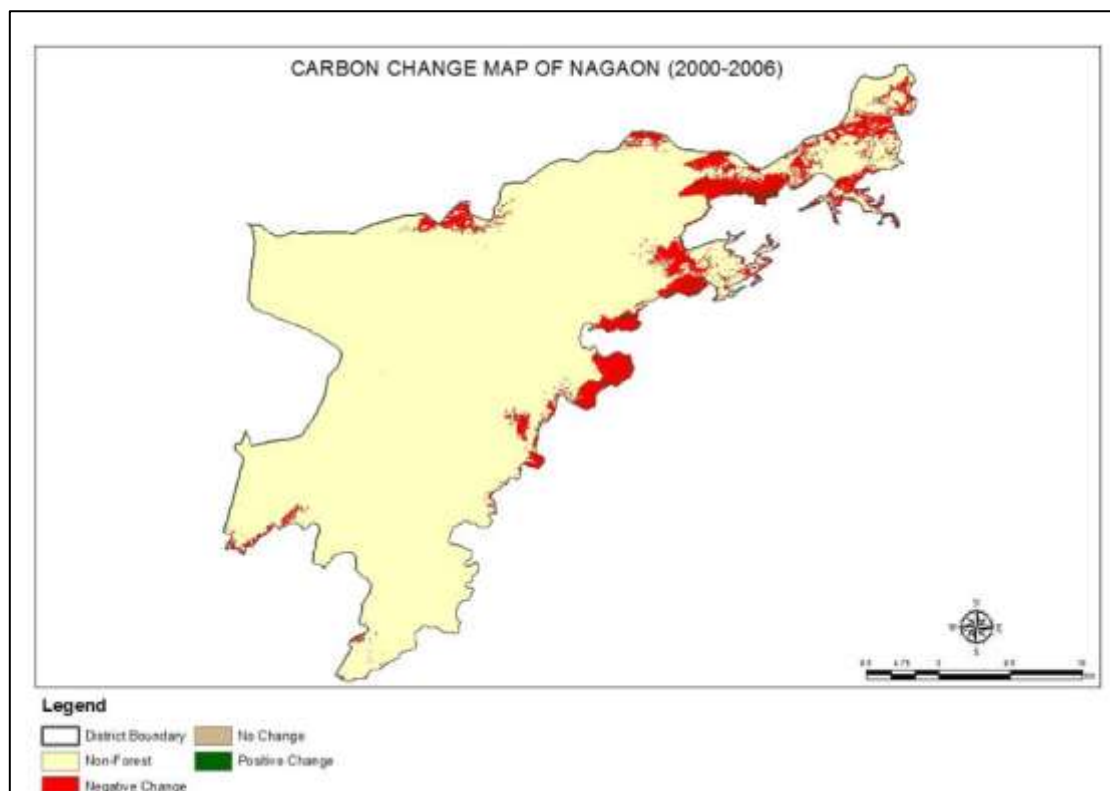 CARBON CHANGE MAP OF NAGAON (2000-2006)
N
W E
S
Legend
District Boundary No Change
Non-Forest Positive Change
Negative Change